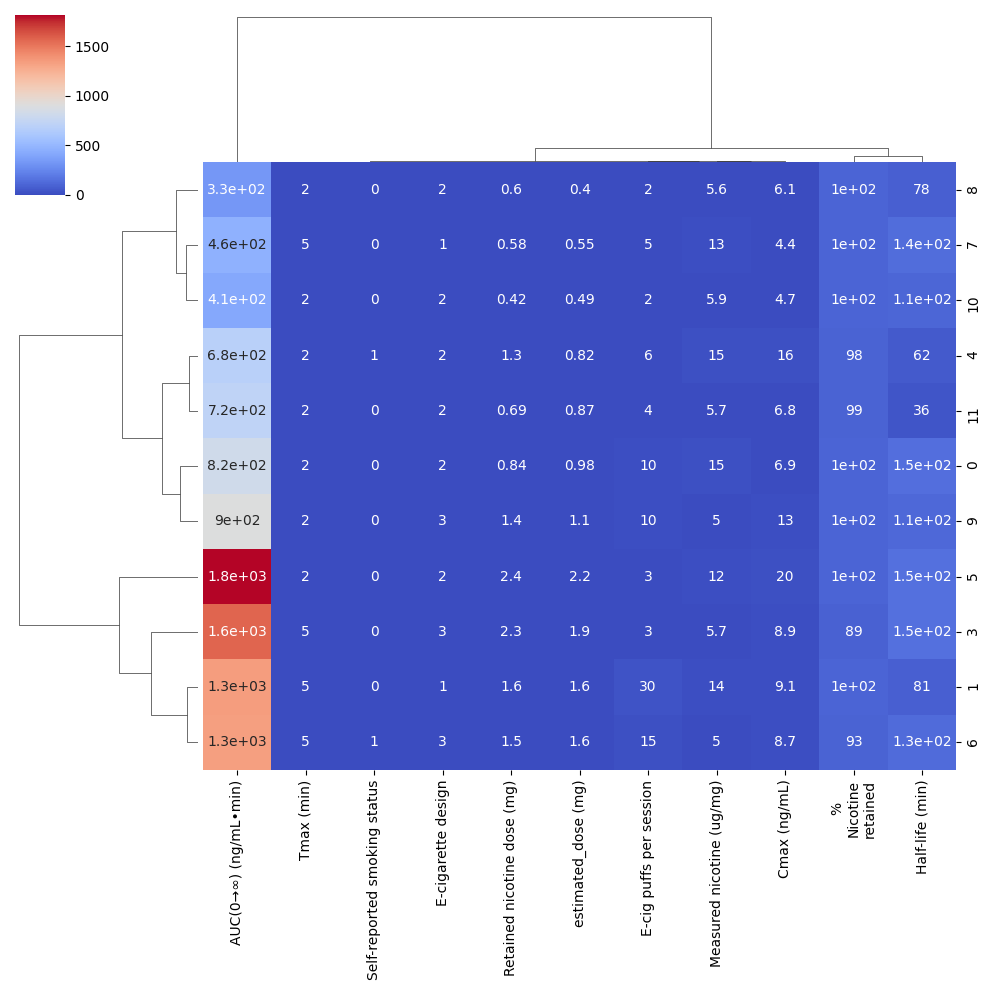 1500
1000
500
0
3.3e+02 2 0 2 0.6 0.4 2 5.6 6.1 1e+02 78 8
4.6e+02 5 0 1 0.58 0.55 5 13 4.4 1e+02 1.4e+02 7
4.1e+02 2 0 2 0.42 0.49 2 5.9 4.7 1e+02 1.1e+02 10
6.8e+02 2 1 2 1.3 0.82 6 15 16 98 62 4
7.2e+02 2 0 2 0.69 0.87 4 5.7 6.8 99 36 11
8.2e+02 2 0 2 0.84 0.98 10 15 6.9 1e+02 1.5e+02 0
9e+02 2 0 3 1.4 1.1 10 5 13 1e+02 1.1e+02 9
1.8e+03 2 0 2 2.4 2.2 3 12 20 1e+02 1.5e+02 5
1.6e+03 5 0 3 2.3 1.9 3 5.7 8.9 89 1.5e+02 3
1.3e+03 5 0 1 1.6 1.6 30 14 9.1 1e+02 81 1
1.3e+03 5 1 3 1.5 1.6 15 5 8.7 93 1.3e+02 6
AUC(0→∞) (ng/mL•min)
Tmax (min)
Self-reported smoking status
E-cigarette design
Retained nicotine dose (mg)
estimated_dose (mg)
E-cig puffs per session
Measured nicotine (ug/mg)
Cmax (ng/mL)
%
Nicotine
retained
Half-life (min)